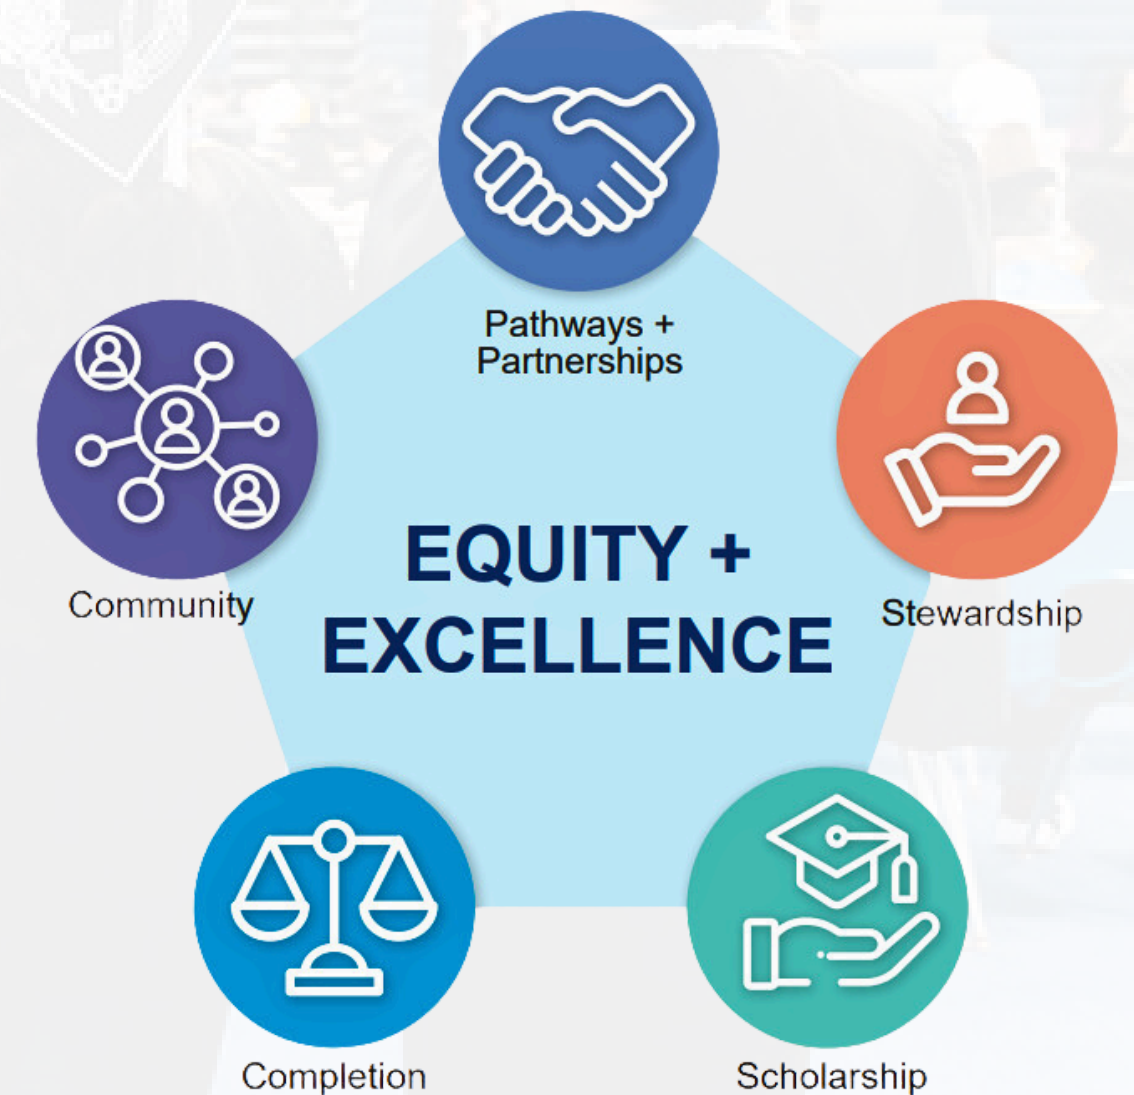 Pathways +
Partnerships
Community
Stewardship
EQUITY +
EXCELLENCE
Completion
Scholarship